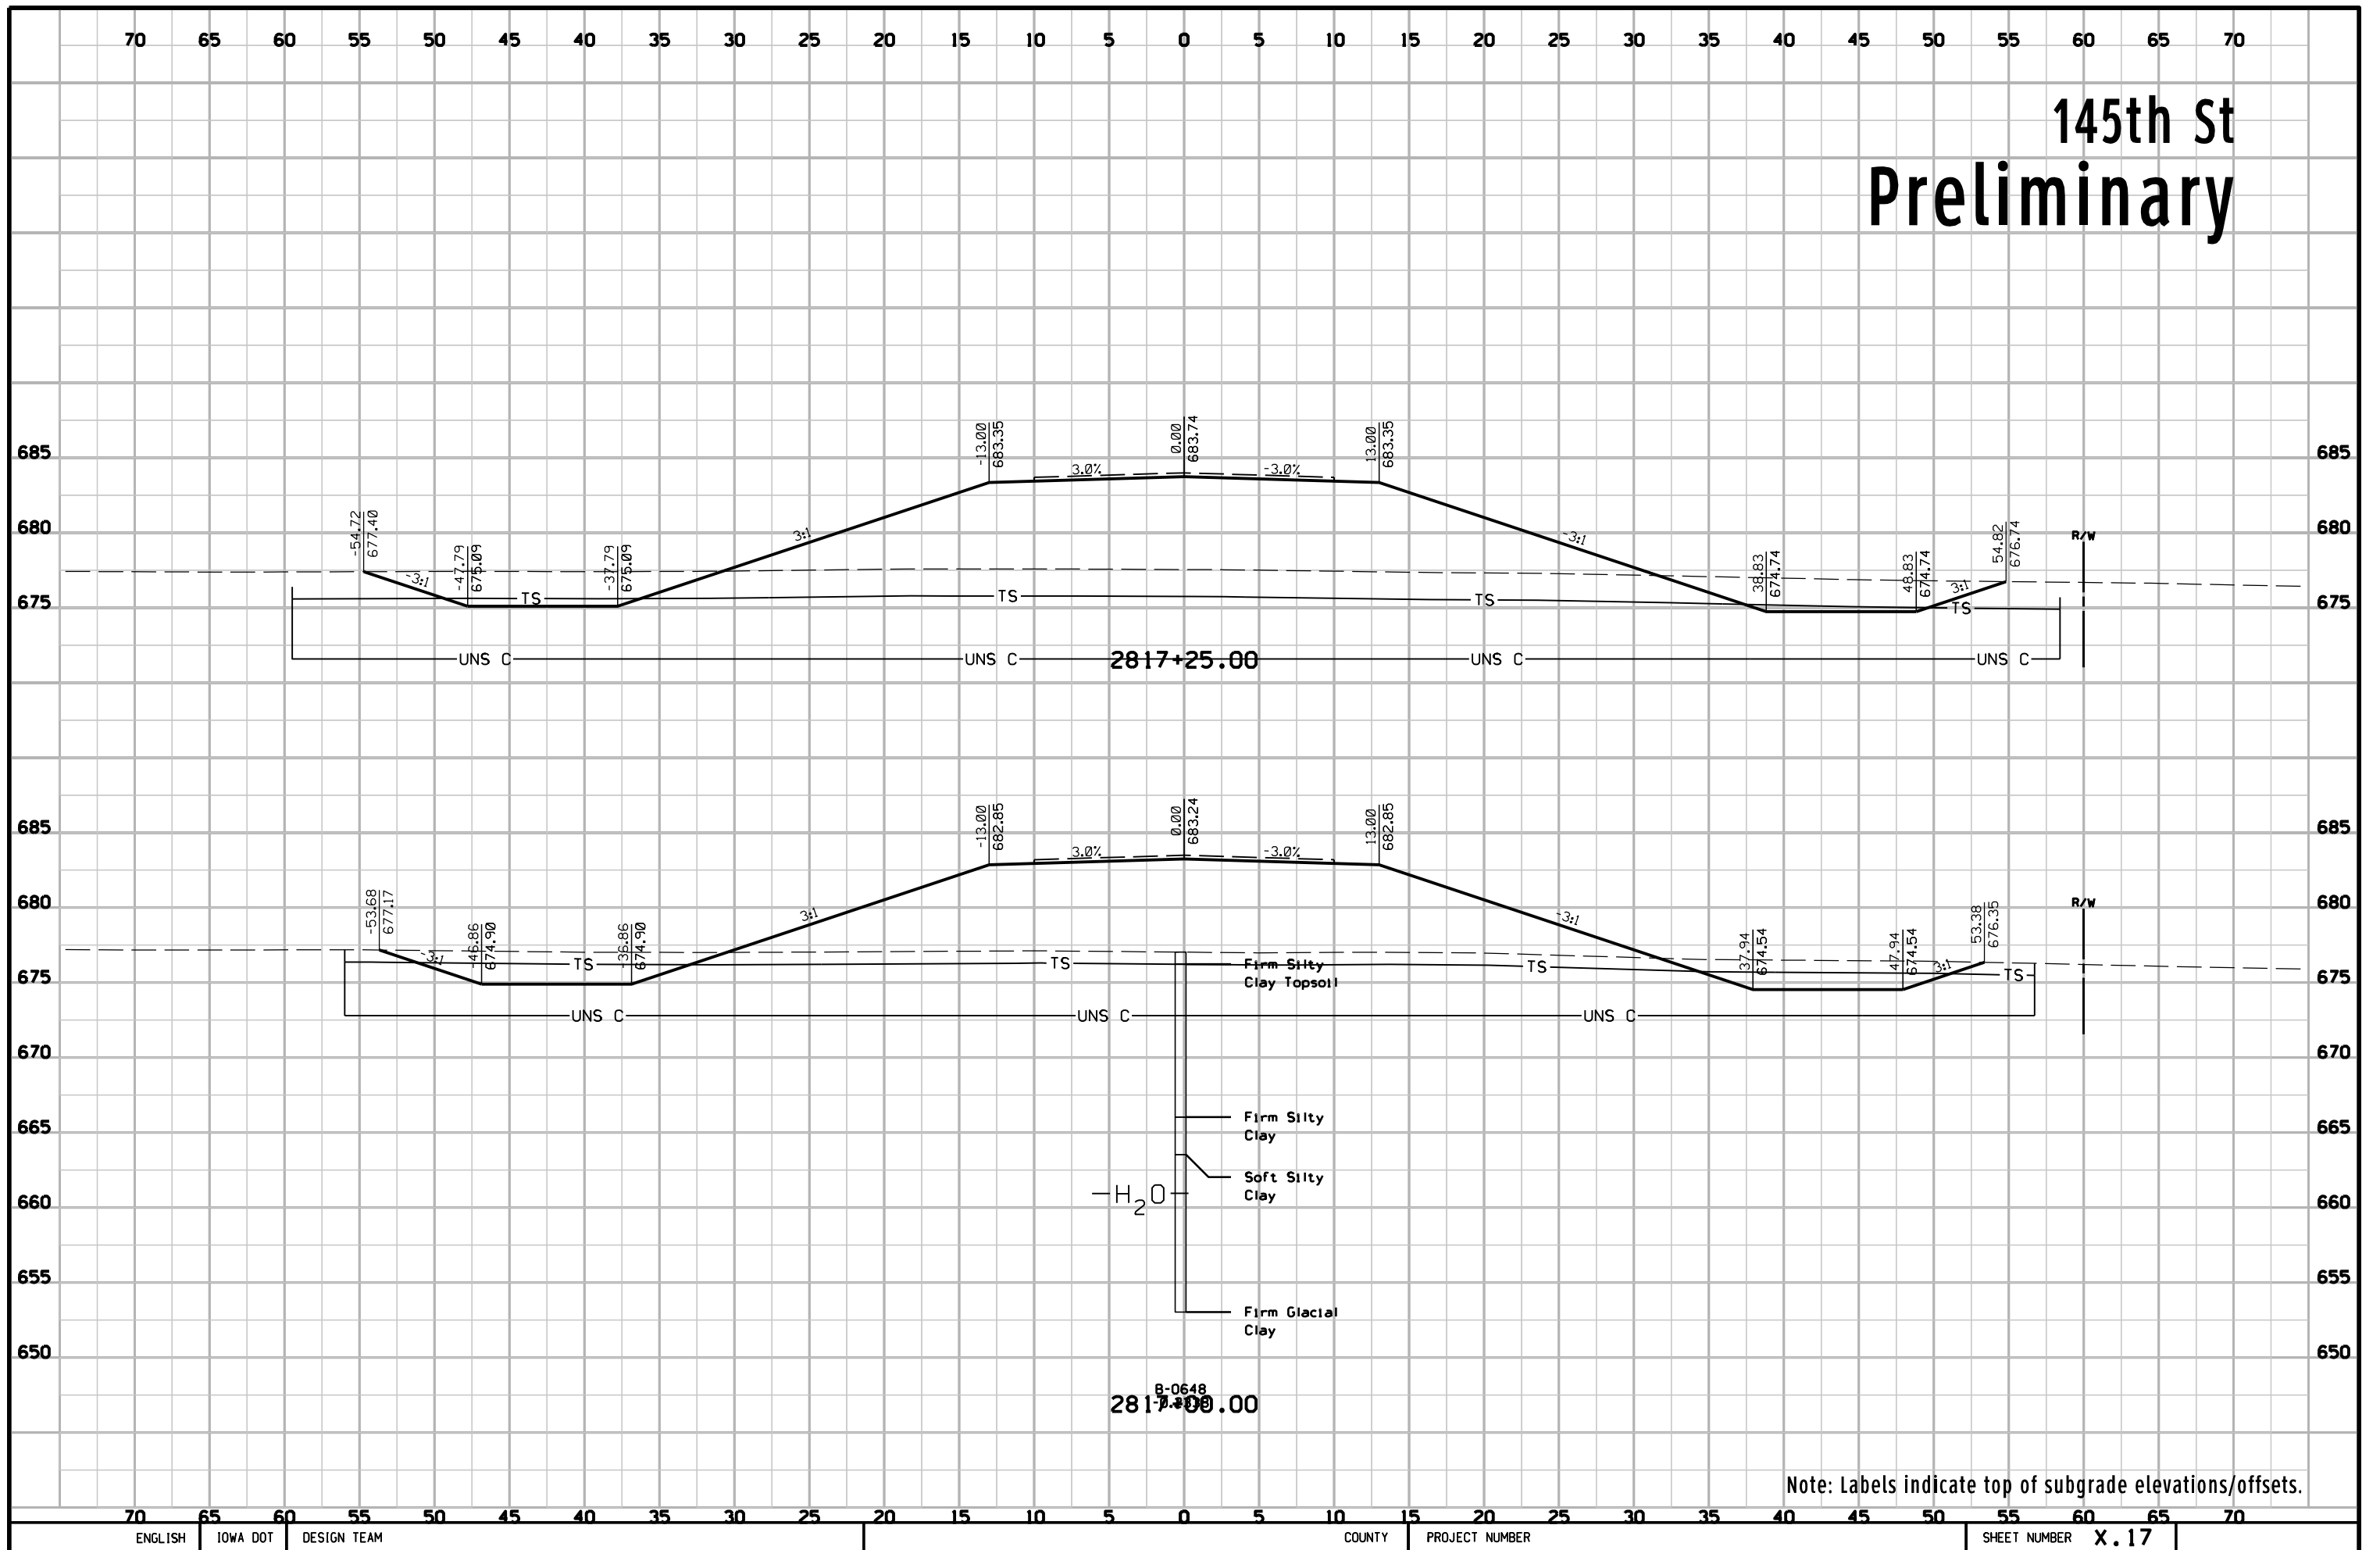 70 65 60 55 50 45 40 35 30 25 20 15 10 5 0 5 10 15 20 25 30 35 40 45 50 55 60 65 70
145th St
Preliminary
-13.00 683.35
0.00 683.74
13.00 683.35
685 685
3.0% -3.0%
-54.72 677.40
-47.79 675.09
-37.79 675.09
3:1
-3:1
38.83 674.74
48.83 674.74
54.82 676.74
680 R/W 680
-3:1 3:1
675 TS TS TS TS 675
UNS C UNS C 2817+25.00 UNS C UNS C
-13.00 682.85
0.00 683.24
13.00 682.85
685 685
3.0% -3.0%
-53.68 677.17
-46.86 674.90
-36.86 674.90
3:1
-3:1
37.94 674.54
47.94 674.54
53.38 676.35
680 R/W 680
-3:1 3:1
TS TS TS TS
Firm Silty
Clay Topsoil
675 675
UNS C UNS C UNS C
670 670
Firm Silty
Clay
665 665
Soft Silty
Clay
H2O
660 660
655 655
Firm Glacial
Clay
650 650
B-0648
2817+00.00
Note: Labels indicate top of subgrade elevations/offsets.
70 65 60 55 50 45 40 35 30 25 20 15 10 5 0 5 10 15 20 25 30 35 40 45 50 55 60 65 70
ENGLISH IOWA DOT DESIGN TEAM COUNTY PROJECT NUMBER SHEET NUMBER X.17